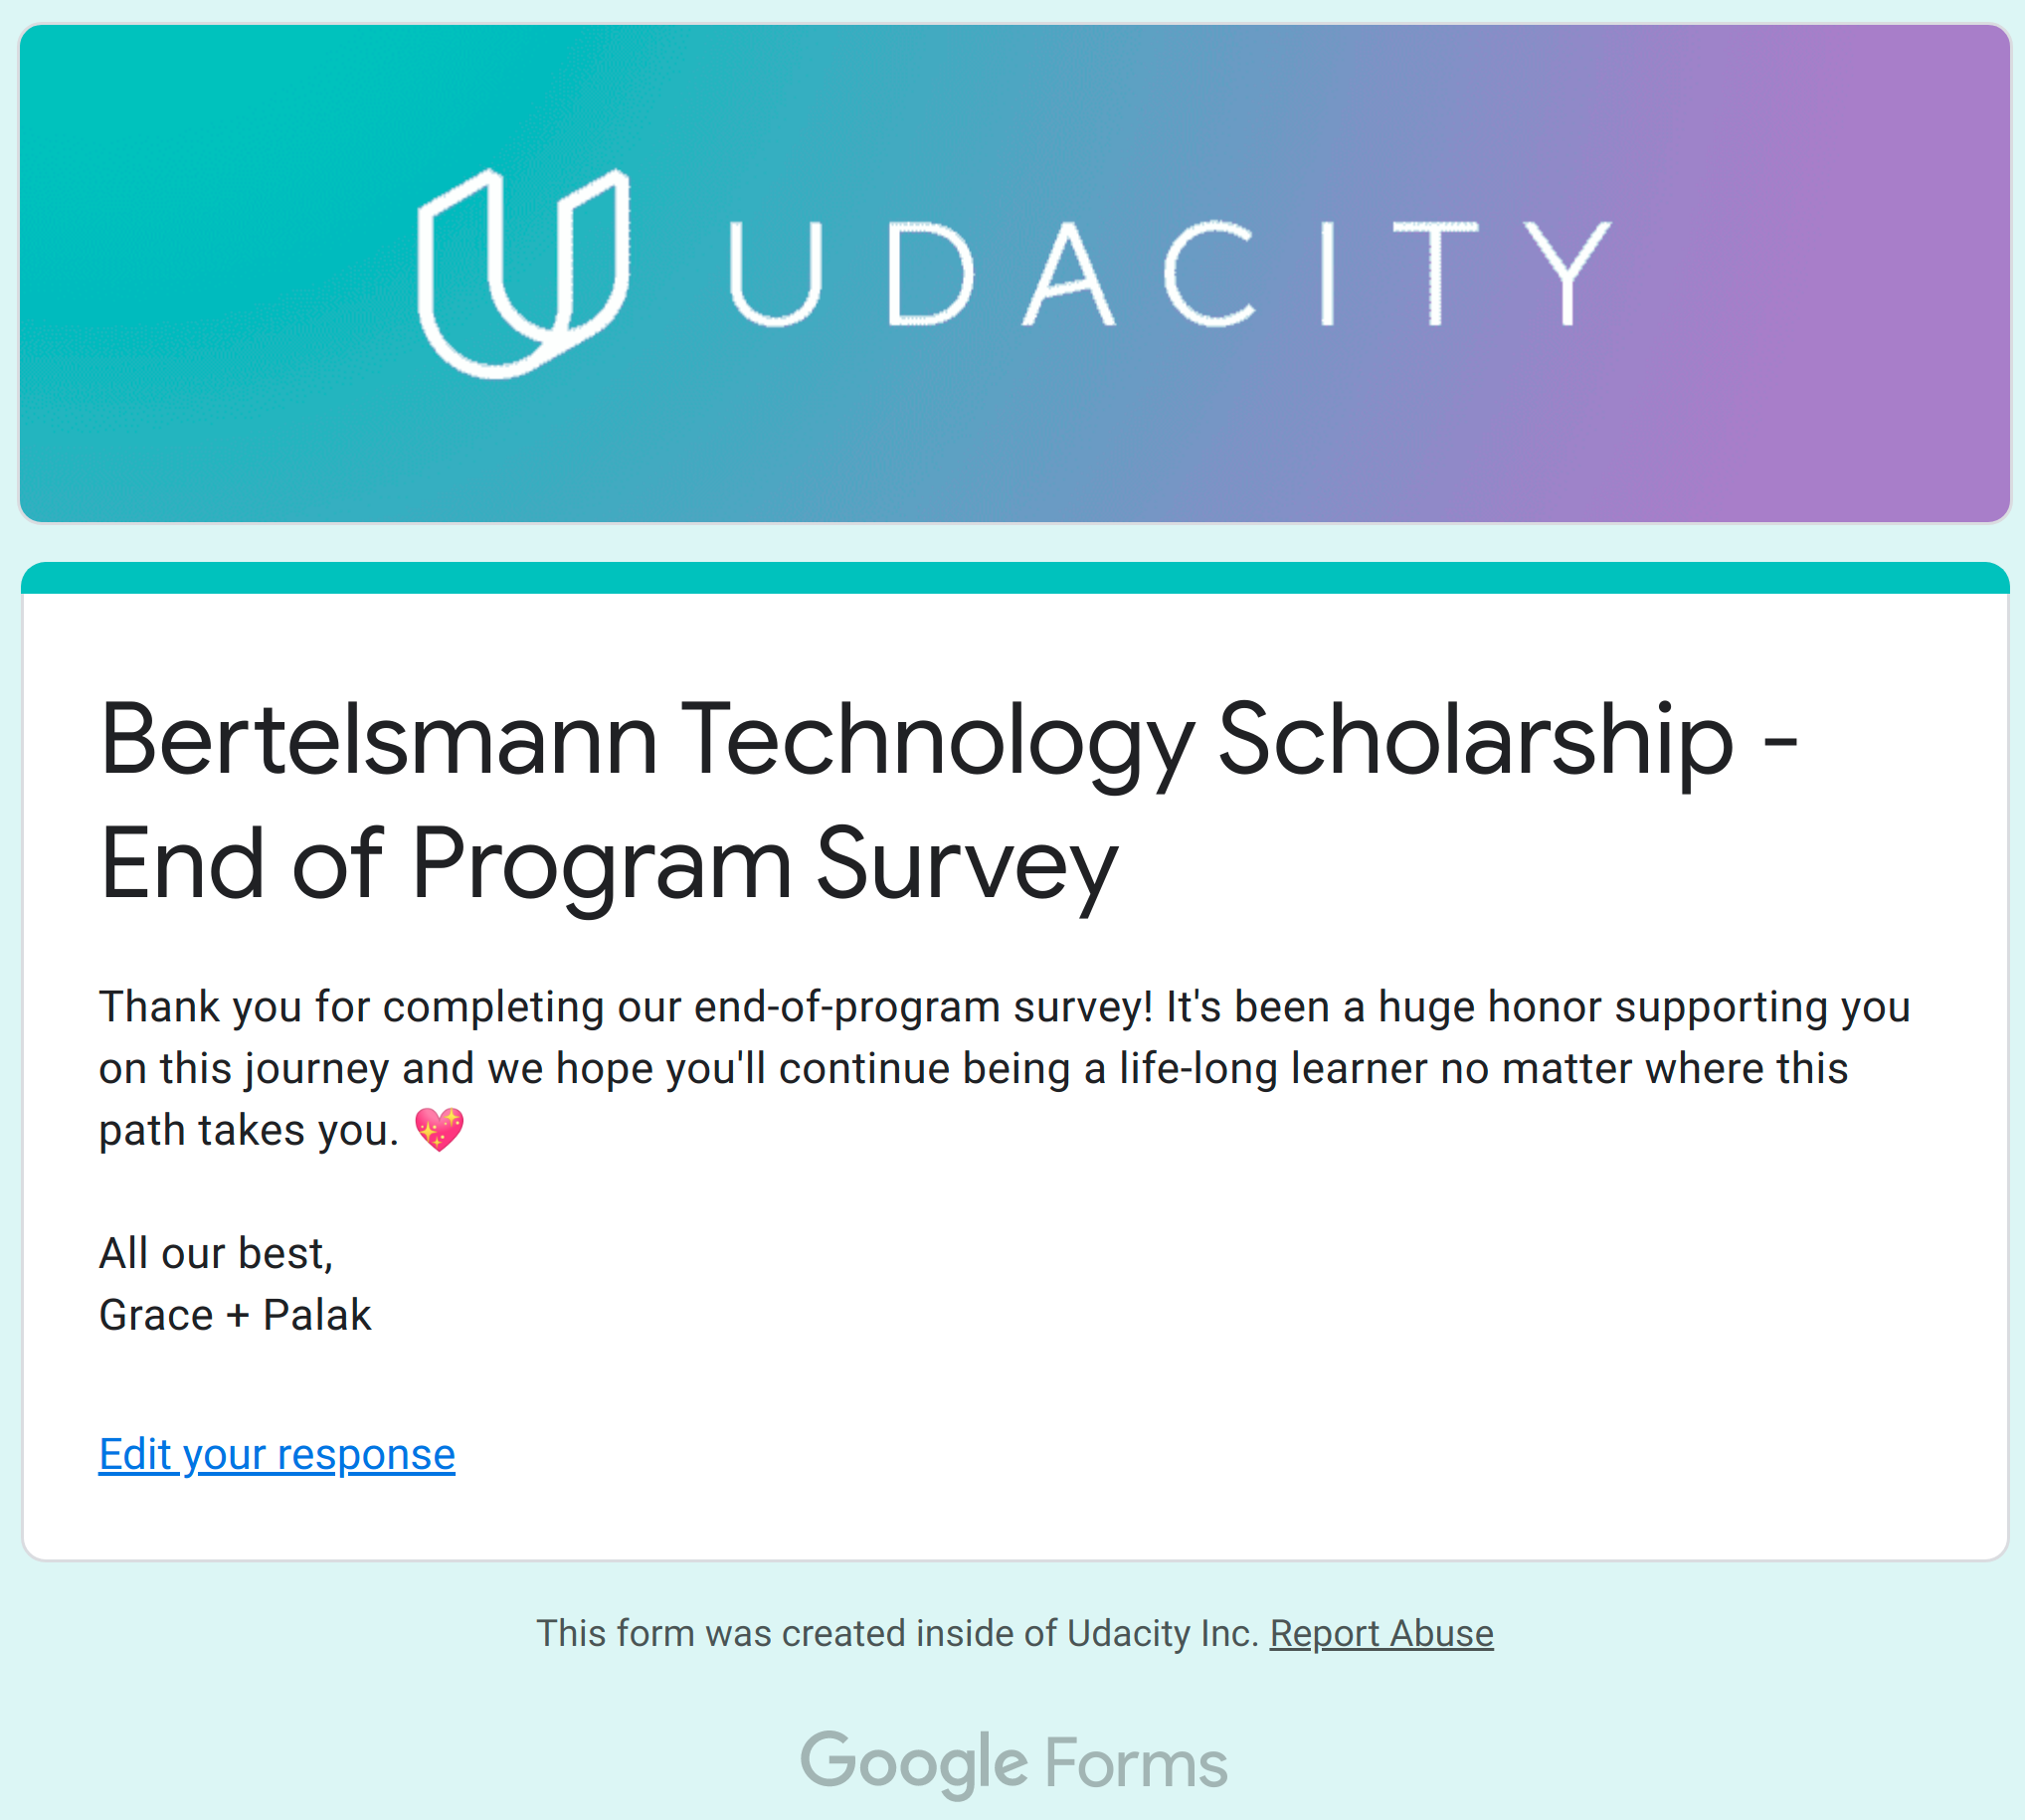 UDACITY
Bertelsmann Technology Scholarship -
End of Program Survey
Thank you for completing our end-of-program survey! It's been a huge honor supporting you
on this journey and we hope you'll continue being a life-long learner no matter where this
path takes you. 💖
All our best,
Grace + Palak
Edit your response
This form was created inside of Udacity Inc. Report Abuse
Google Forms